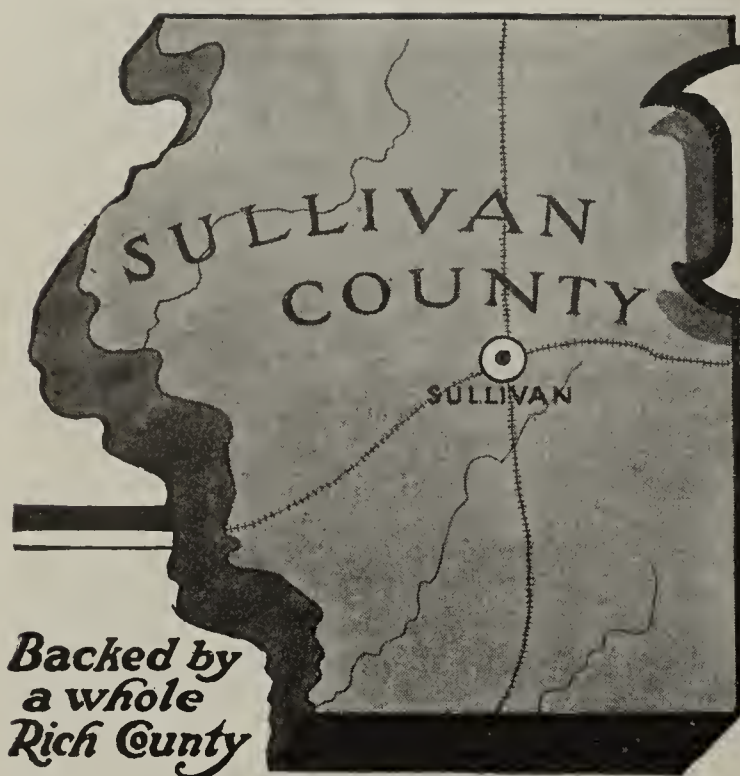 SULLIVAN
COUNTY
SULLIVAN
Backed by
a whole
Rich County